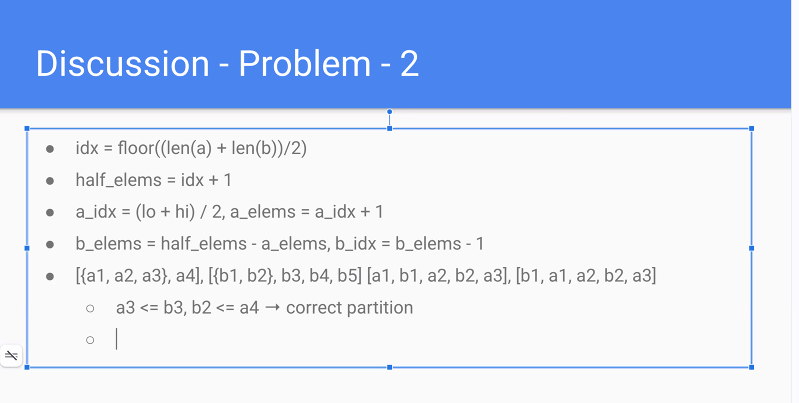 Discussion - Problem - 2
● idx = floor((len(a) + len(b))/2)
● half_elems = idx + 1
● a_idx = (lo + hi) / 2, a_elems = a_idx + 1
● b_elems = half_elems - a_elems, b_idx = b_elems - 1
● [{a1, a2, a3}, a4], [{b1, b2}, b3, b4, b5] [a1, b1, a2, b2, a3], [b1, a1, a2, b2, a3]
○ a3 <= b3, b2 <= a4 → correct partition
○